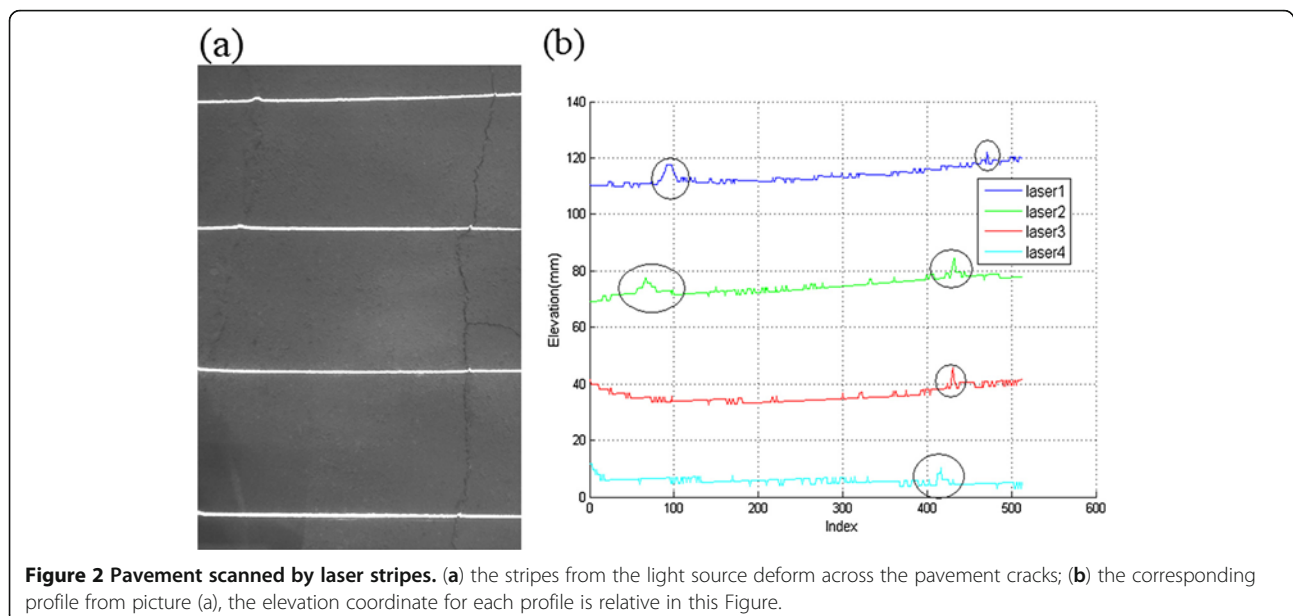 (a)
(b)
140
120
100
80
60
40
20
0
Elevation(mm)
laser1
laser2
laser3
laser4
0 100 200 300 400 500 600
Index
Figure 2 Pavement scanned by laser stripes. (a) the stripes from the light source deform across the pavement cracks; (b) the corresponding
profile from picture (a), the elevation coordinate for each profile is relative in this Figure.